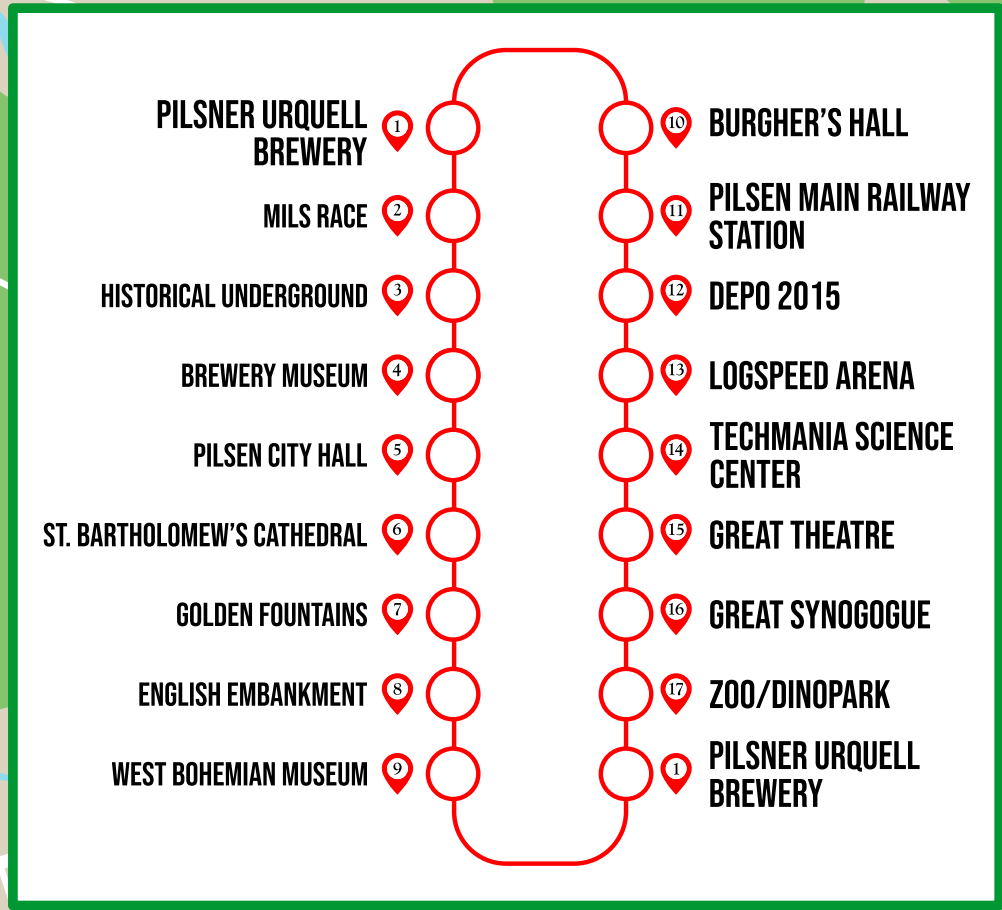 PILSNER URQUELL
BREWERY
1
MILS RACE
2
HISTORICAL UNDERGROUND
3
BREWERY MUSEUM
4
PILSEN CITY HALL
5
ST. BARTHOLOMEW'S CATHEDRAL
6
GOLDEN FOUNTAINS
7
ENGLISH EMBANKMENT
8
WEST BOHEMIAN MUSEUM
9
10
BURGHER'S HALL
11
PILSEN MAIN RAILWAY
STATION
12
DEPO 2015
13
LOGSPEED ARENA
14
TECHMANIA SCIENCE
CENTER
15
GREAT THEATRE
16
GREAT SYNOGOGUE
17
ZOO/DINOPARK
1
PILSNER URQUELL
BREWERY